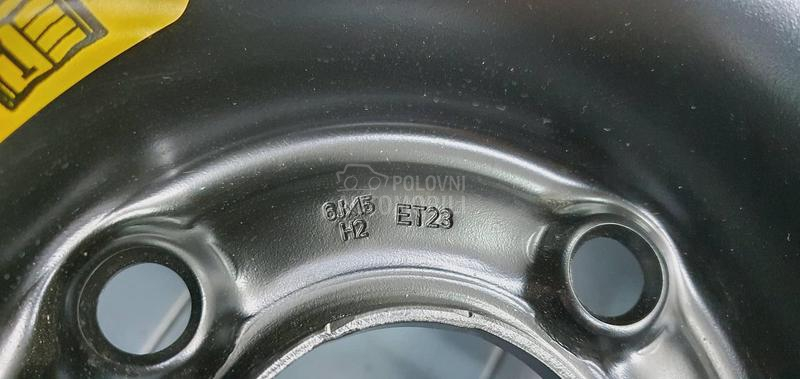 POLOVNI
6Jx15 ET23
H2